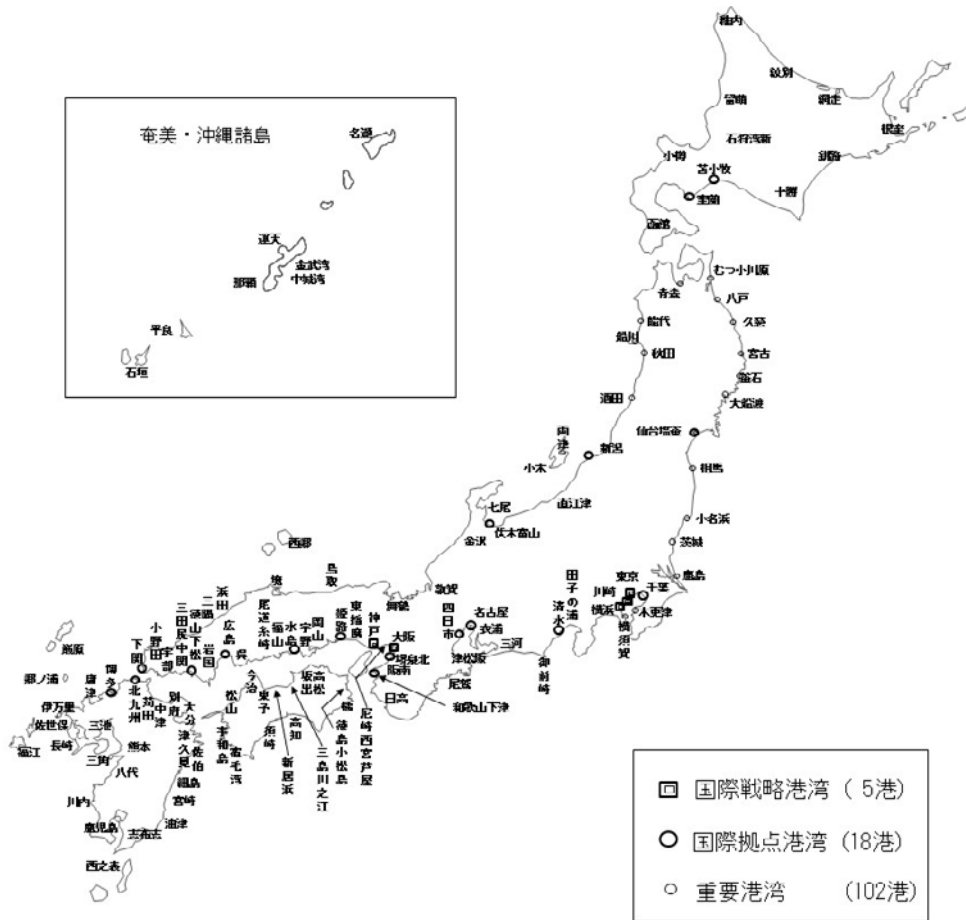 稚内
紋別
留萌
網走
根室
石狩湾新
小樽
釧路
苫小牧
十勝
室蘭
函館
奄美・沖縄諸島
名瀬
運天
金武湾
中城湾
那覇
平良
石垣
むつ小川原
青森
八戸
能代
久慈
船川
秋田
宮古
釜石
酒田
大船渡
仙台塩釜
両津
新潟
小木
相馬
直江津
七尾
伏木富山
金沢
小名浜
茨城
鹿島
西郷
境
鳥取
舞鶴
敦賀
東京
川崎
千葉
横浜
木更津
横須賀
田子の浦
清水
御前崎
名古屋
衣浦
三河
四日市
津松阪
尾鷲
大阪
堺泉北
阪南
和歌山下津
日高
神戸
東播磨
姫路
尼崎西宮芦屋
岡山
宇野
水島
福山
尾道糸崎
呉
広島
岩国
浜田
三隅
徳山下松
三田尻中関
宇部
小野田
下関
高松
坂出
橘
徳島小松島
三島川之江
新居浜
東予
今治
松山
宇和島
宿毛湾
須崎
高知
厳原
郷ノ浦
博多
唐津
伊万里
佐世保
福江
長崎
北九州
苅田
中津
別府
大分
津久見
佐伯
細島
宮崎
油津
三池
三角
熊本
八代
川内
鹿児島
志布志
西之表
国際戦略港湾 ( 5港)
国際拠点港湾 (18港)
重要港湾 (102港)